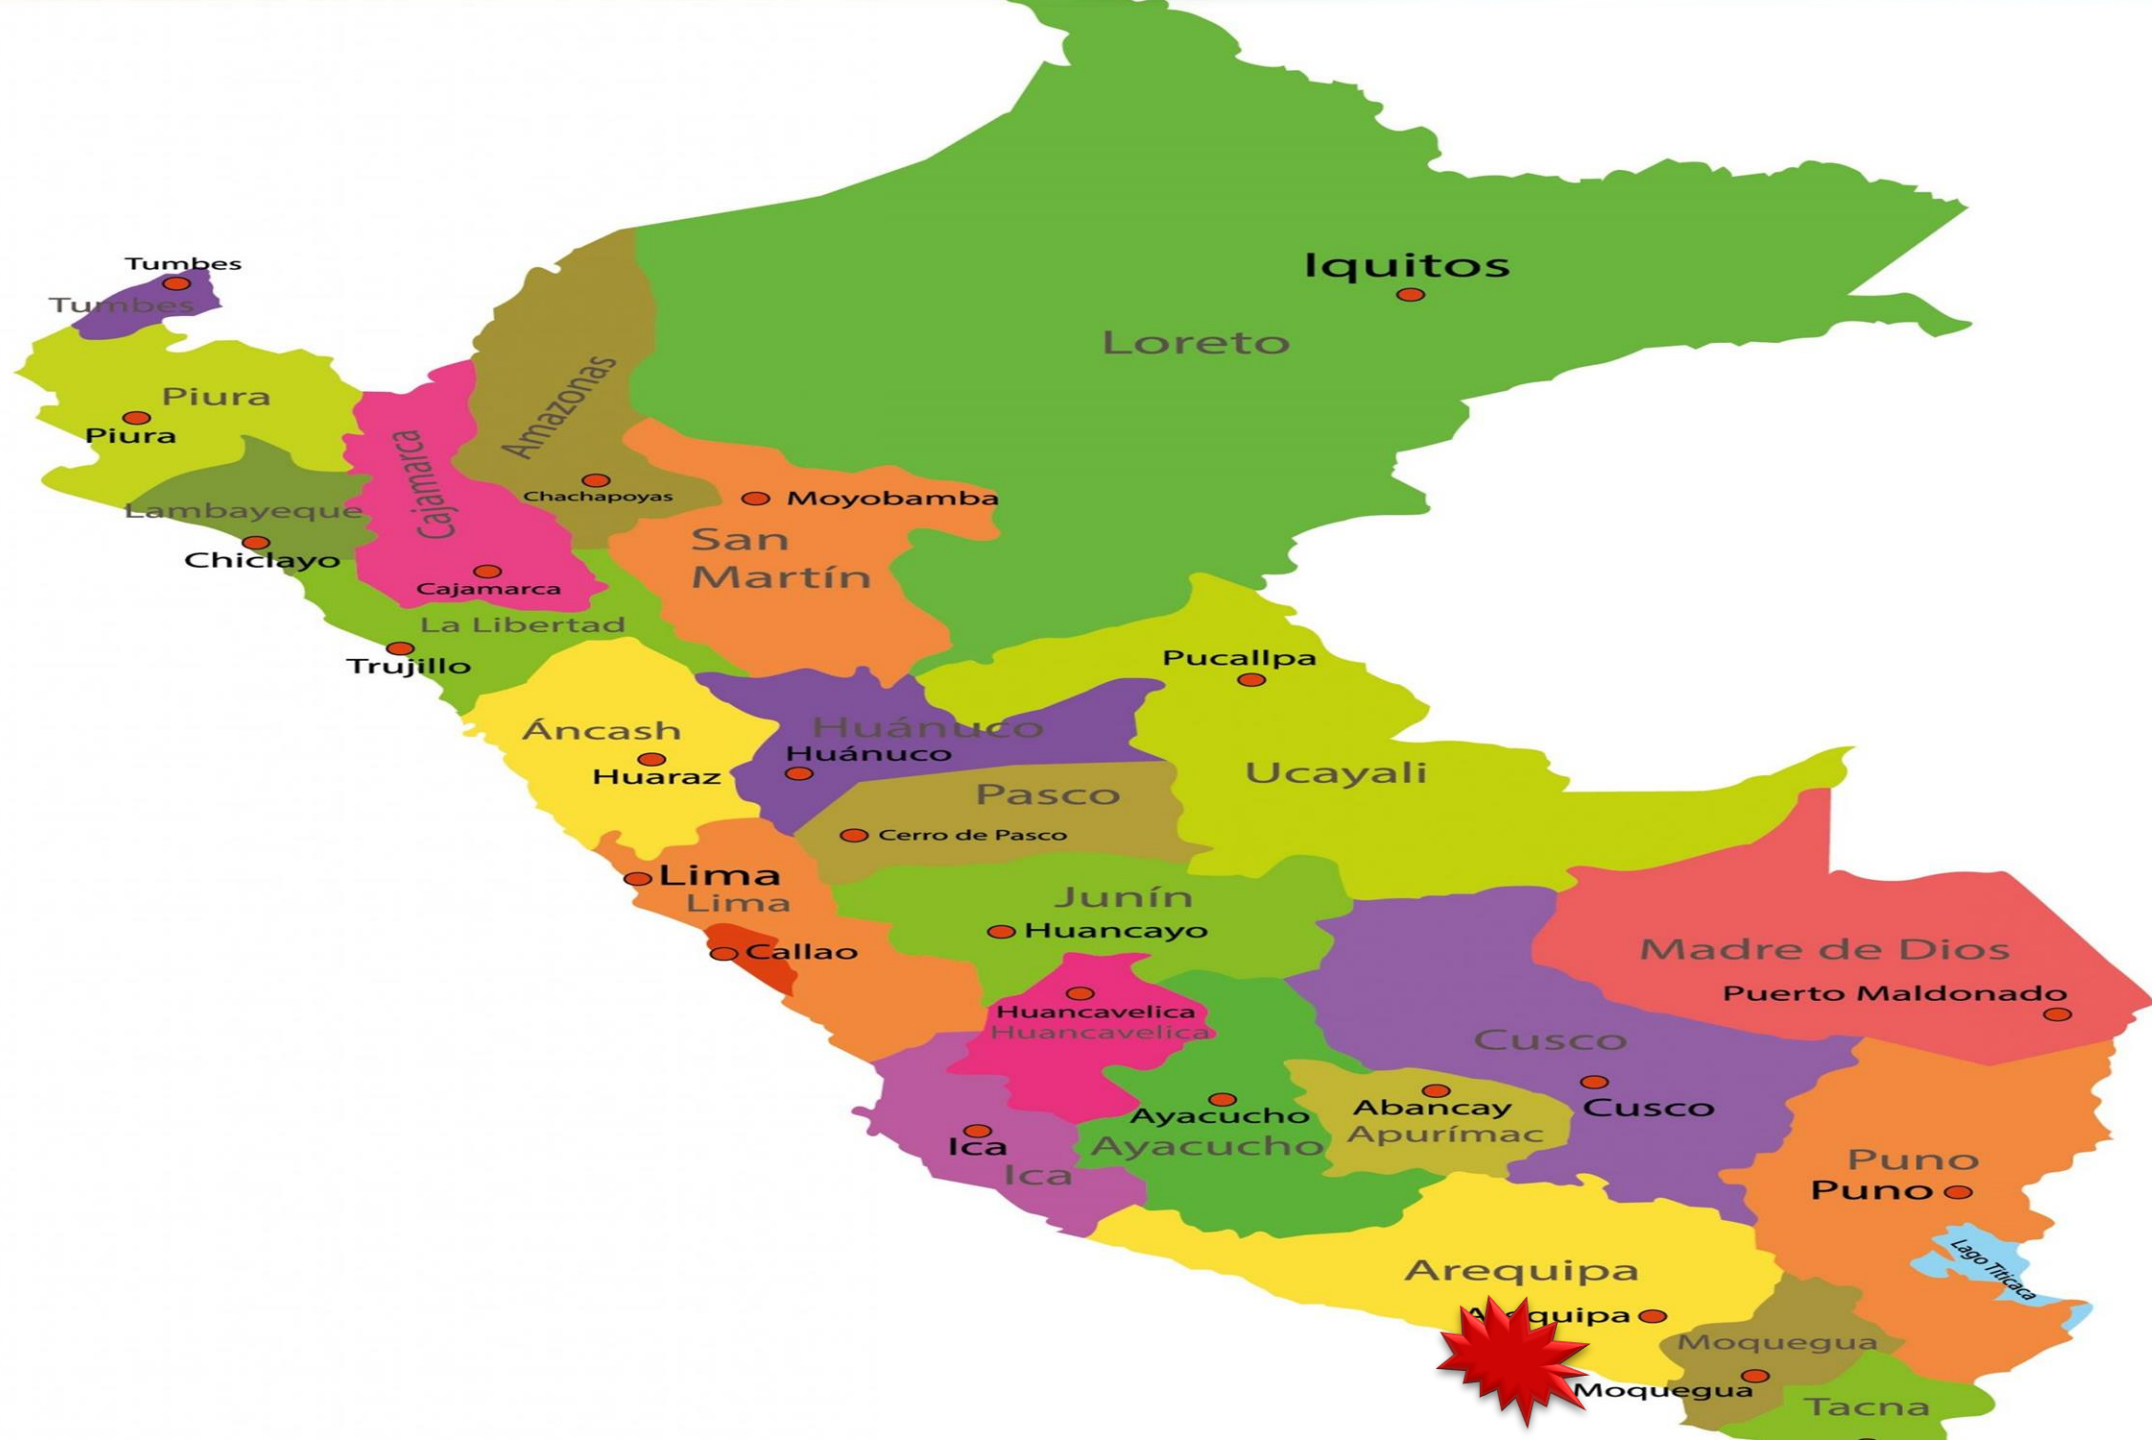 Iquitos
Loreto
Tumbes
Tumbes
Piura
Piura
Amazonas
Chachapoyas
Cajamarca
Cajamarca
Lambayeque
Chiclayo
Moyobamba
San
Martín
La Libertad
Trujillo
Pucallpa
Ucayali
Áncash
Huaraz
Huánuco
Huánuco
Pasco
Cerro de Pasco
Lima
Lima
Callao
Junín
Huancayo
Madre de Dios
Puerto Maldonado
Huancavelica
Huancavelica
Cusco
Cusco
Abancay
Apurímac
Ayacucho
Ayacucho
Ica
Ica
Puno
Puno
Lago Titicaca
Arequipa
Moquegua
Moquegua
Tacna